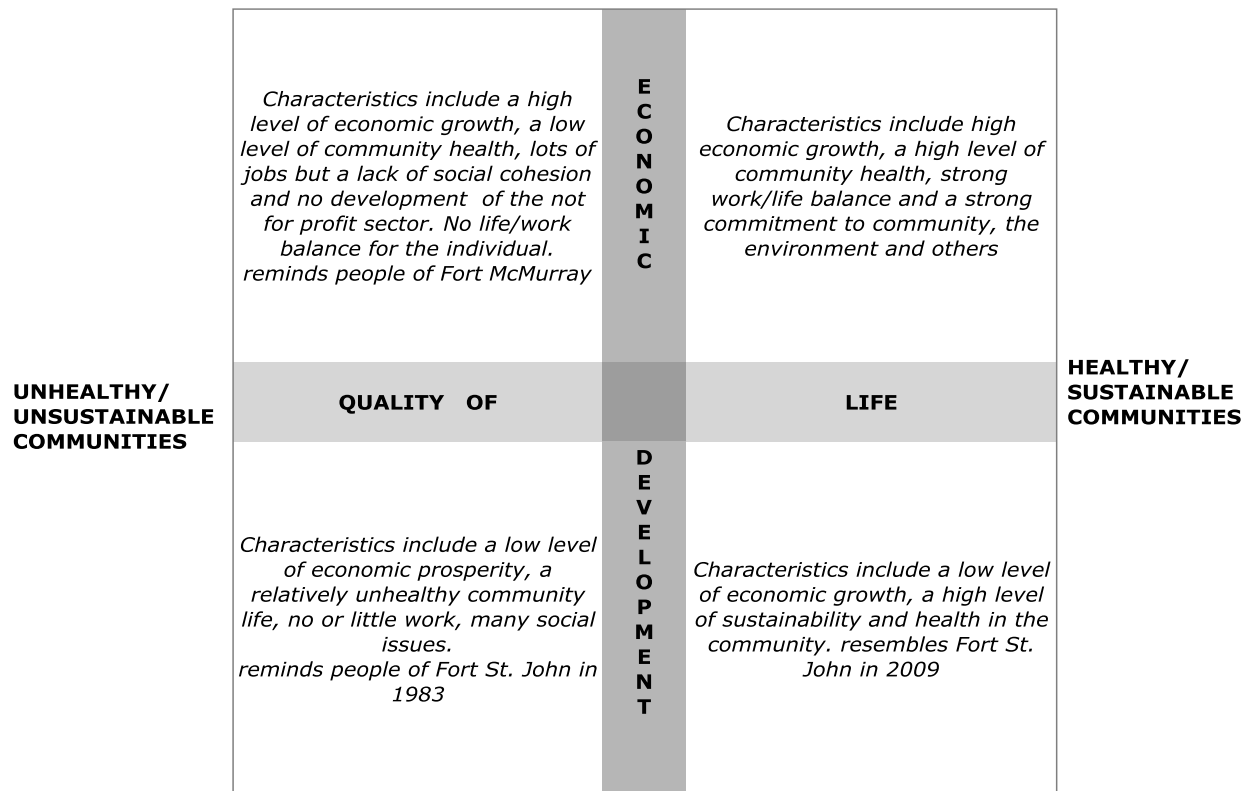 Characteristics include a high
level of economic growth, a low
level of community health, lots of
jobs but a lack of social cohesion
and no development of the not
for profit sector. No life/work
balance for the individual.
reminds people of Fort McMurray
E
C
O
N
O
M
I
C
Characteristics include high
economic growth, a high level of
community health, strong
work/life balance and a strong
commitment to community, the
environment and others
UNHEALTHY/
UNSUSTAINABLE
COMMUNITIES
QUALITY OF
LIFE
HEALTHY/
SUSTAINABLE
COMMUNITIES
Characteristics include a low level
of economic prosperity, a
relatively unhealthy community
life, no or little work, many social
issues.
reminds people of Fort St. John in
1983
D
E
V
E
L
O
P
M
E
N
T
Characteristics include a low level
of economic growth, a high level
of sustainability and health in the
community. resembles Fort St.
John in 2009